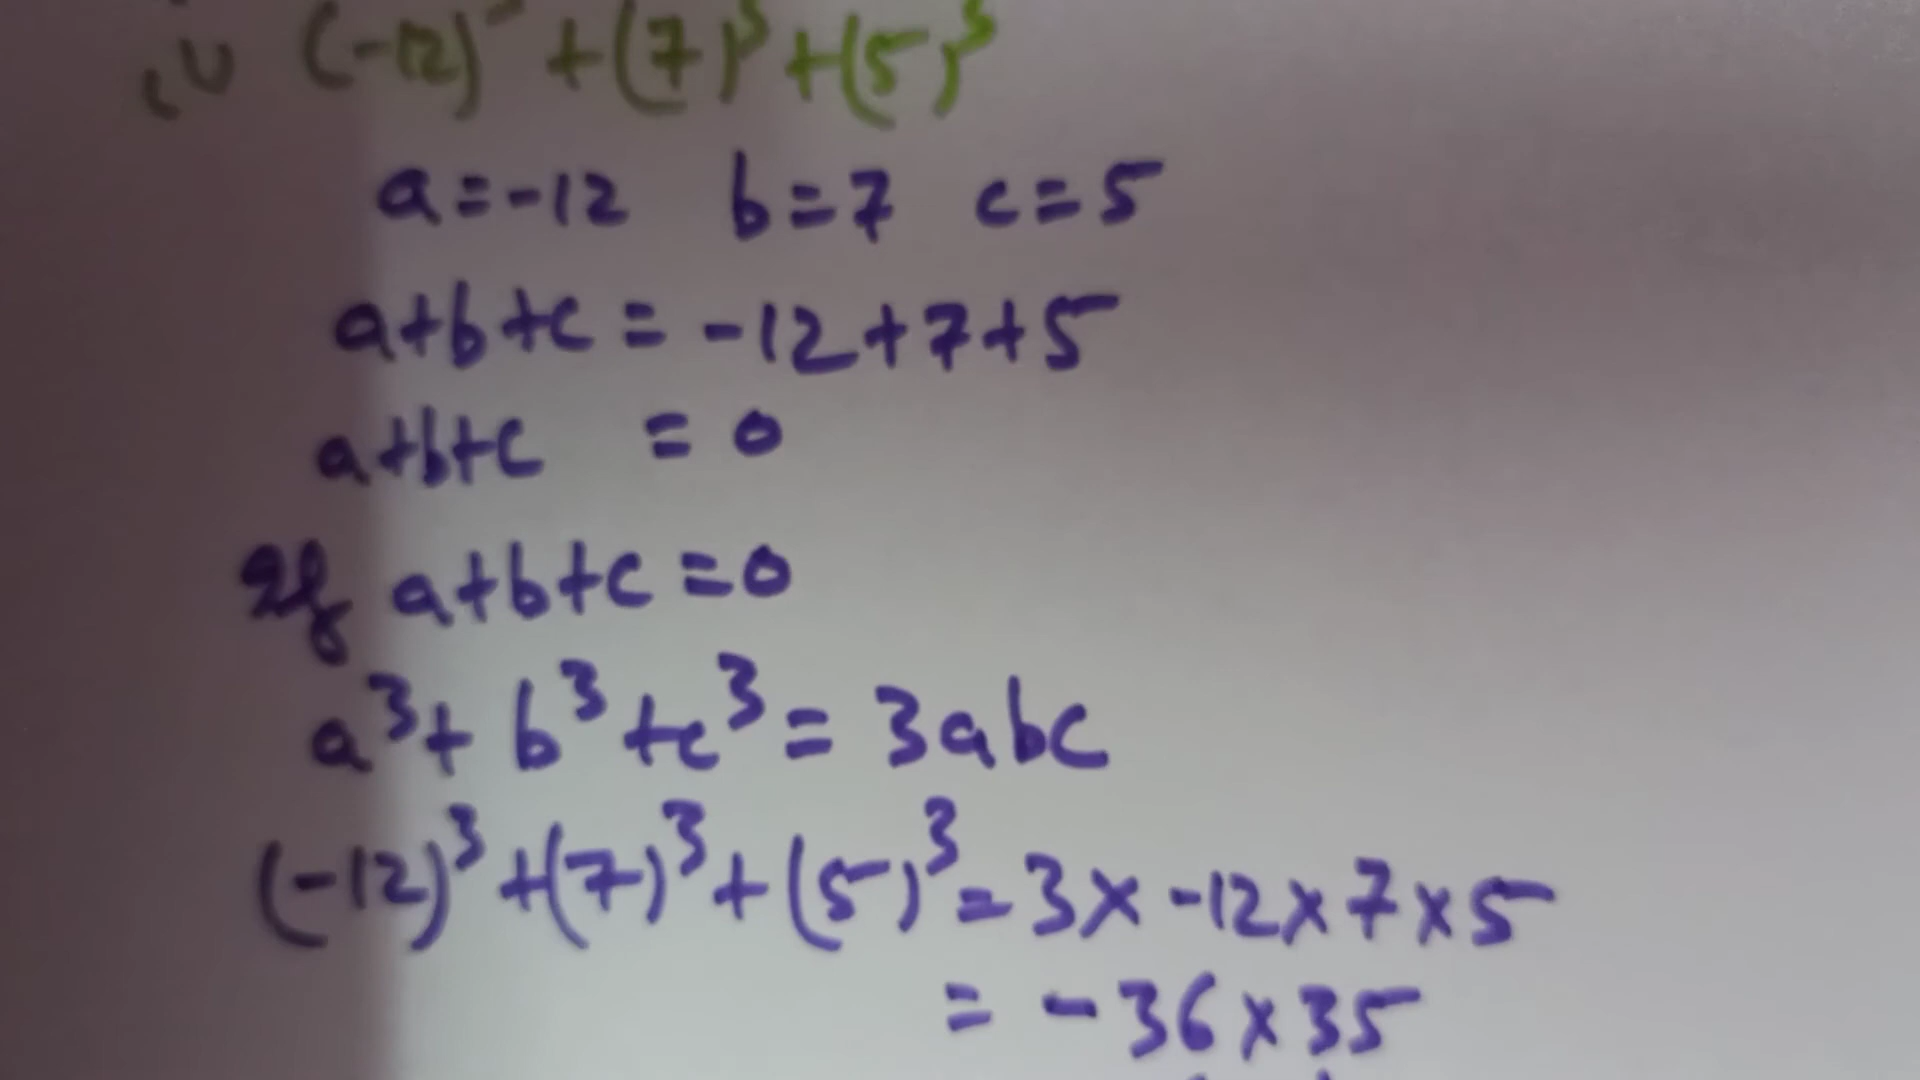 (-12) + (7)³ + (5)³
a = -12 b = 7 c = 5
a+b+c = -12+7+5
a+b+c = 0
If a+b+c = 0
a³ + b³ + c³ = 3abc
(-12)³ + (7)³ + (5)³ = 3 x -12 x 7 x 5
= - 36 x 35